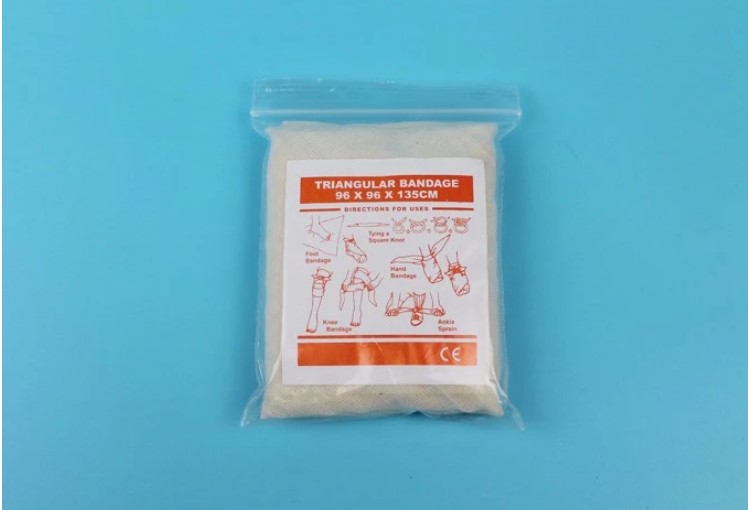 TRIANGULAR BANDAGE
96 X 96 X 135CM
DIRECTIONS FOR USES
Tying a
Square Knot
Foot
Bandage
Hand
Bandage
Knee
Bandage
Ankle
Sprain
CE